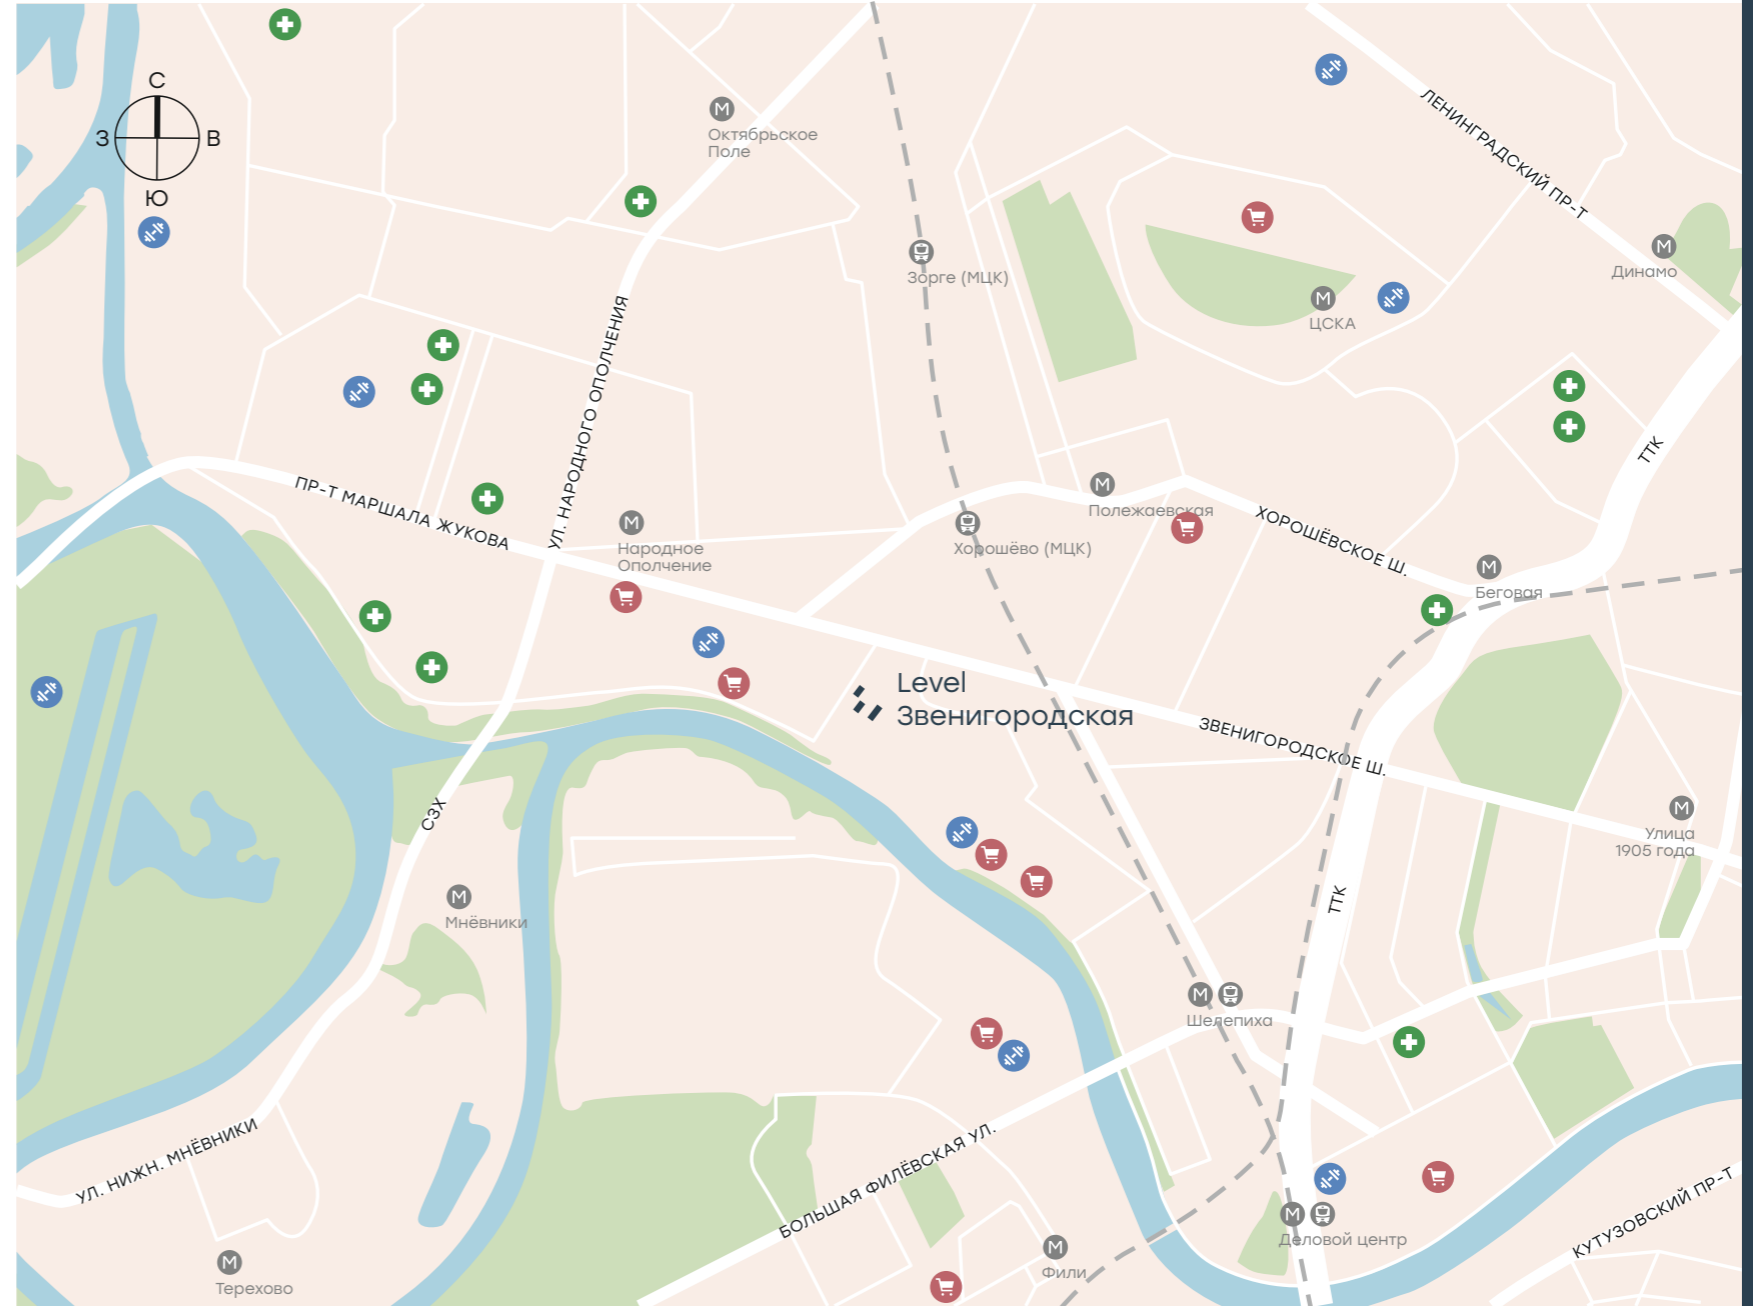 С
З
В
Ю
М
Октябрьское
Поле
ЛЕНИНГРАДСКИЙ ПР-Т
Зорге (МЦК)
М
Динамо
М
ЦСКА
УЛ. НАРОДНОГО ОПОЛЧЕНИЯ
ТТК
ПР-Т МАРШАЛА ЖУКОВА
М
Полежаевская
М
Народное
Ополчение
Хорошёво (МЦК)
ХОРОШЁВСКОЕ Ш.
М
Беговая
Level
Звенигородская
ЗВЕНИГОРОДСКОЕ Ш.
СЗХ
М
Улица
1905 года
М
Мнёвники
ТТК
М
Шелепиха
УЛ. НИЖН. МНЁВНИКИ
БОЛЬШАЯ ФИЛЁВСКАЯ УЛ.
М
Деловой центр
КУТУЗОВСКИЙ ПР-Т
М
Терехово
М
Фили